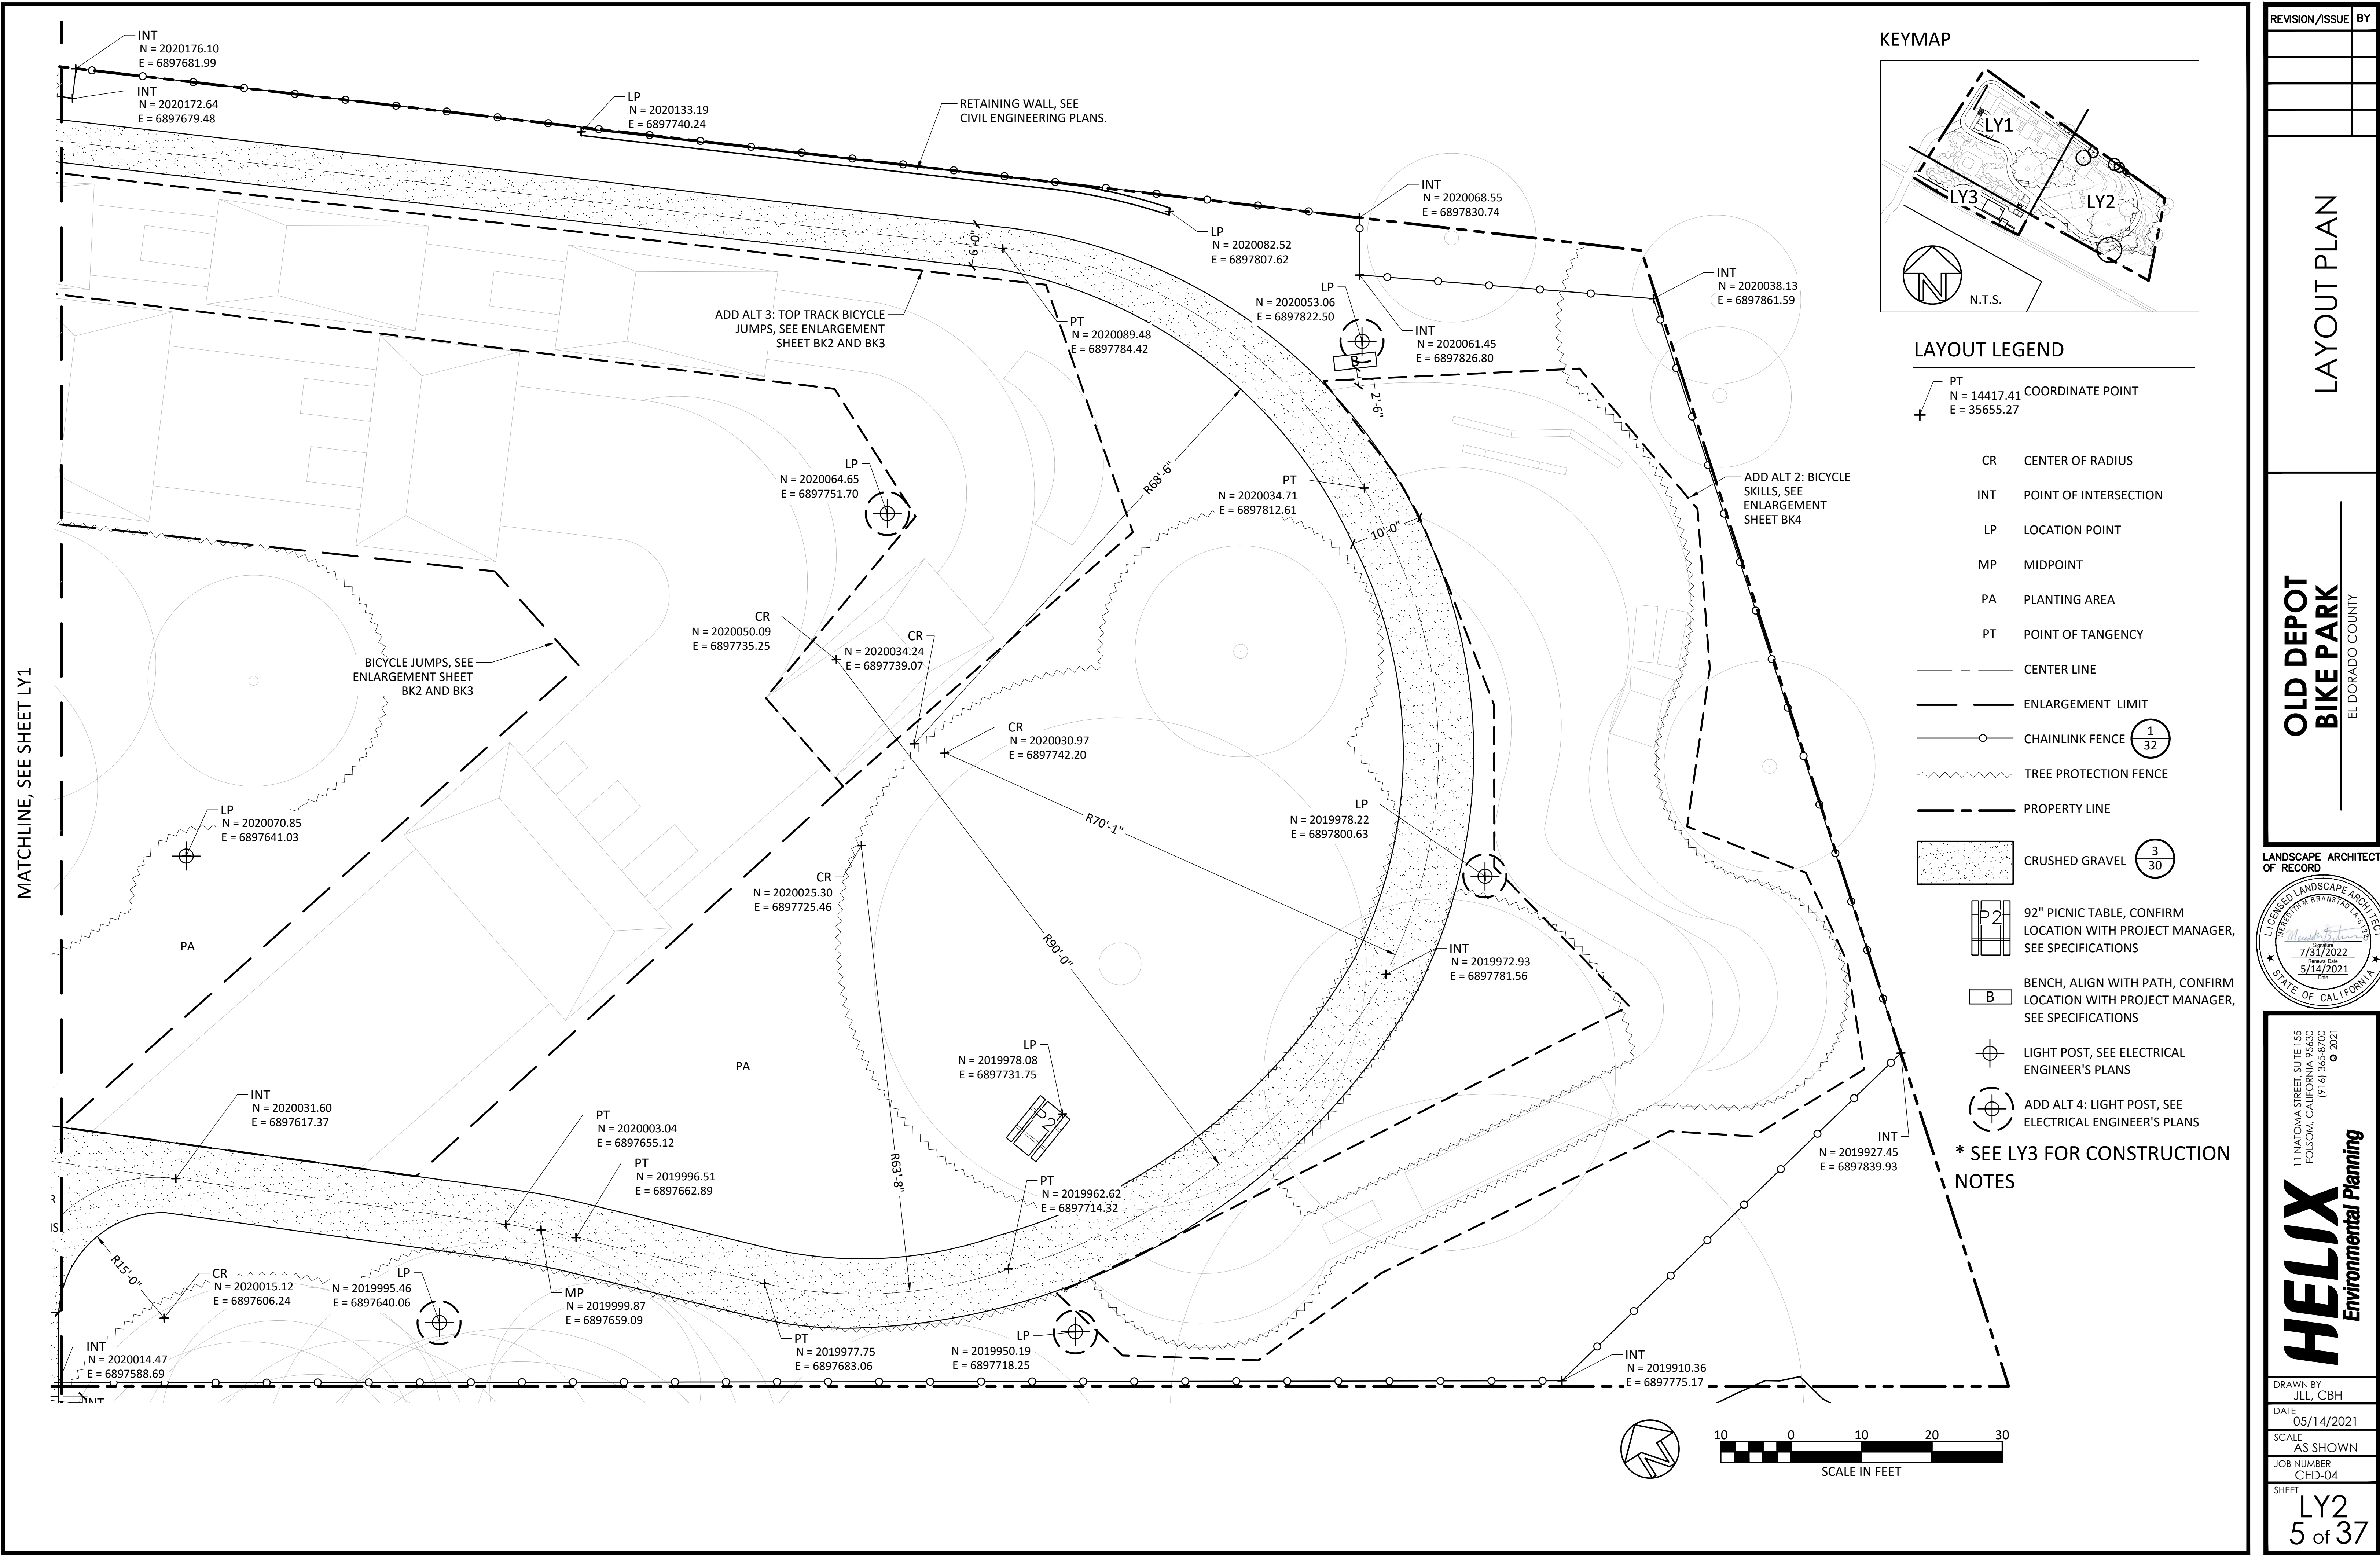 INT
N = 2020176.10
E = 6897681.99
INT
N = 2020172.64
E = 6897679.48
LP
N = 2020133.19
E = 6897740.24
RETAINING WALL, SEE
CIVIL ENGINEERING PLANS.
INT
N = 2020068.55
E = 6897830.74
LP
N = 2020082.52
E = 6897807.62
6'-0"
INT
N = 2020038.13
E = 6897861.59
LP
N = 2020053.06
E = 6897822.50
ADD ALT 3: TOP TRACK BICYCLE
JUMPS, SEE ENLARGEMENT
SHEET BK2 AND BK3
PT
N = 2020089.48
E = 6897784.42
INT
N = 2020061.45
E = 6897826.80
B
2'-6"
LP
N = 2020064.65
E = 6897751.70
R68'-6"
PT
N = 2020034.71
E = 6897812.61
10'-0"
ADD ALT 2: BICYCLE
SKILLS, SEE
ENLARGEMENT
SHEET BK4
CR
N = 2020050.09
E = 6897735.25
CR
N = 2020034.24
E = 6897739.07
BICYCLE JUMPS, SEE
ENLARGEMENT SHEET
BK2 AND BK3
MATCHLINE, SEE SHEET LY1
CR
N = 2020030.97
E = 6897742.20
LP
N = 2020070.85
E = 6897641.03
R70'-1"
LP
N = 2019978.22
E = 6897800.63
CR
N = 2020025.30
E = 6897725.46
PA
R90'-0"
INT
N = 2019972.93
E = 6897781.56
LP
N = 2019978.08
E = 6897731.75
PA
P2
INT
N = 2020031.60
E = 6897617.37
PT
N = 2020003.04
E = 6897655.12
PT
N = 2019996.51
E = 6897662.89
R63'-8"
PT
N = 2019962.62
E = 6897714.32
INT
N = 2019927.45
E = 6897839.93
R
S
R15'-0"
CR
N = 2020015.12
E = 6897606.24
LP
N = 2019995.46
E = 6897640.06
MP
N = 2019999.87
E = 6897659.09
PT
N = 2019977.75
E = 6897683.06
LP
N = 2019950.19
E = 6897718.25
INT
N = 2020014.47
E = 6897588.69
INT
INT
N = 2019910.36
E = 6897775.17
N
10 0 10 20 30
SCALE IN FEET
KEYMAP
LY1
LY2
LY3
N
N.T.S.
LAYOUT LEGEND
PT
N = 14417.41
E = 35655.27
COORDINATE POINT
CR CENTER OF RADIUS
INT POINT OF INTERSECTION
LP LOCATION POINT
MP MIDPOINT
PA PLANTING AREA
PT POINT OF TANGENCY
CENTER LINE
ENLARGEMENT LIMIT
CHAINLINK FENCE 1
32
TREE PROTECTION FENCE
PROPERTY LINE
CRUSHED GRAVEL 3
30
P2
92" PICNIC TABLE, CONFIRM
LOCATION WITH PROJECT MANAGER,
SEE SPECIFICATIONS
B
BENCH, ALIGN WITH PATH, CONFIRM
LOCATION WITH PROJECT MANAGER,
SEE SPECIFICATIONS
LIGHT POST, SEE ELECTRICAL
ENGINEER'S PLANS
ADD ALT 4: LIGHT POST, SEE
ELECTRICAL ENGINEER'S PLANS
* SEE LY3 FOR CONSTRUCTION
NOTES
REVISION/ISSUE BY
LAYOUT PLAN
OLD DEPOT
BIKE PARK
EL DORADO COUNTY
LANDSCAPE ARCHITECT
OF RECORD
LICENSED LANDSCAPE ARCHITECT
MEREDITH M. BRANSTAD LA-5122
Signature
7/31/2022
Renewal Date
5/14/2021
Date
STATE OF CALIFORNIA
11 NATOMA STREET, SUITE 155
FOLSOM, CALIFORNIA 95630
(916) 365-8700
© 2021
HELIX
Environmental Planning
DRAWN BY
JLL, CBH
DATE
05/14/2021
SCALE
AS SHOWN
JOB NUMBER
CED-04
SHEET
LY2
5 of 37